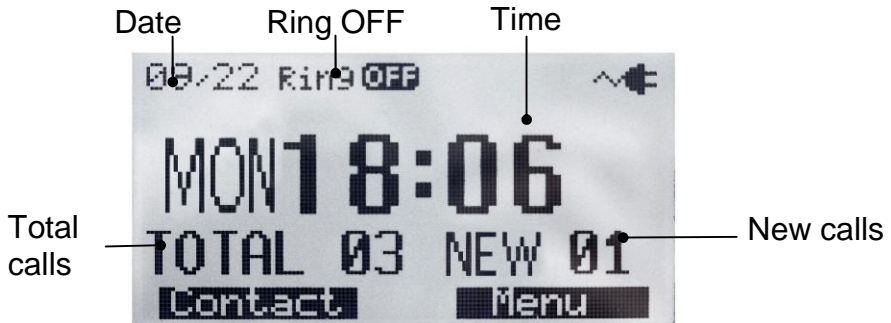 Date Ring OFF Time
09/22 Ring OFF
MON 18:06
Total calls
TOTAL 03 NEW 01
New calls
Contact Menu